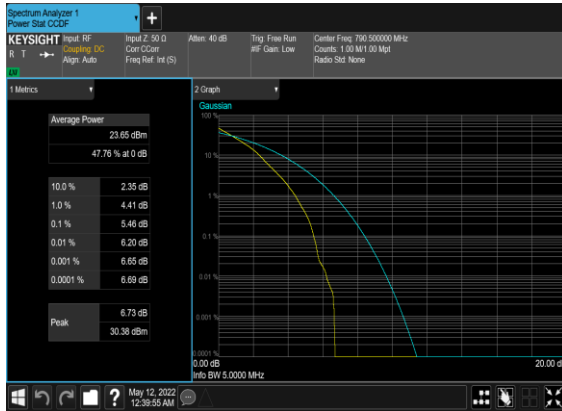 Spectrum Analyzer 1
Power Stat CCDF
+
KEYSIGHT
R T
LXI
Input: RF
Coupling: DC
Align: Auto
Input Z: 50 Ω
Corr CCorr
Freq Ref: Int (S)
Atten: 40 dB
Trig: Free Run
#IF Gain: Low
Center Freq: 790.500000 MHz
Counts: 1.00 M/1.00 Mpt
Radio Std: None
1 Metrics
Average Power
23.65 dBm
47.76 % at 0 dB
10.0 % 2.35 dB
1.0 % 4.41 dB
0.1 % 5.46 dB
0.01 % 6.20 dB
0.001 % 6.65 dB
0.0001 % 6.69 dB
Peak
6.73 dB
30.38 dBm
2 Graph
Gaussian
100 %
10 %
1 %
0.1 %
0.01 %
0.001 %
0.0001 %
0.00 dB
20.00 d
Info BW 5.0000 MHz
?
May 12, 2022
12:39:55 AM